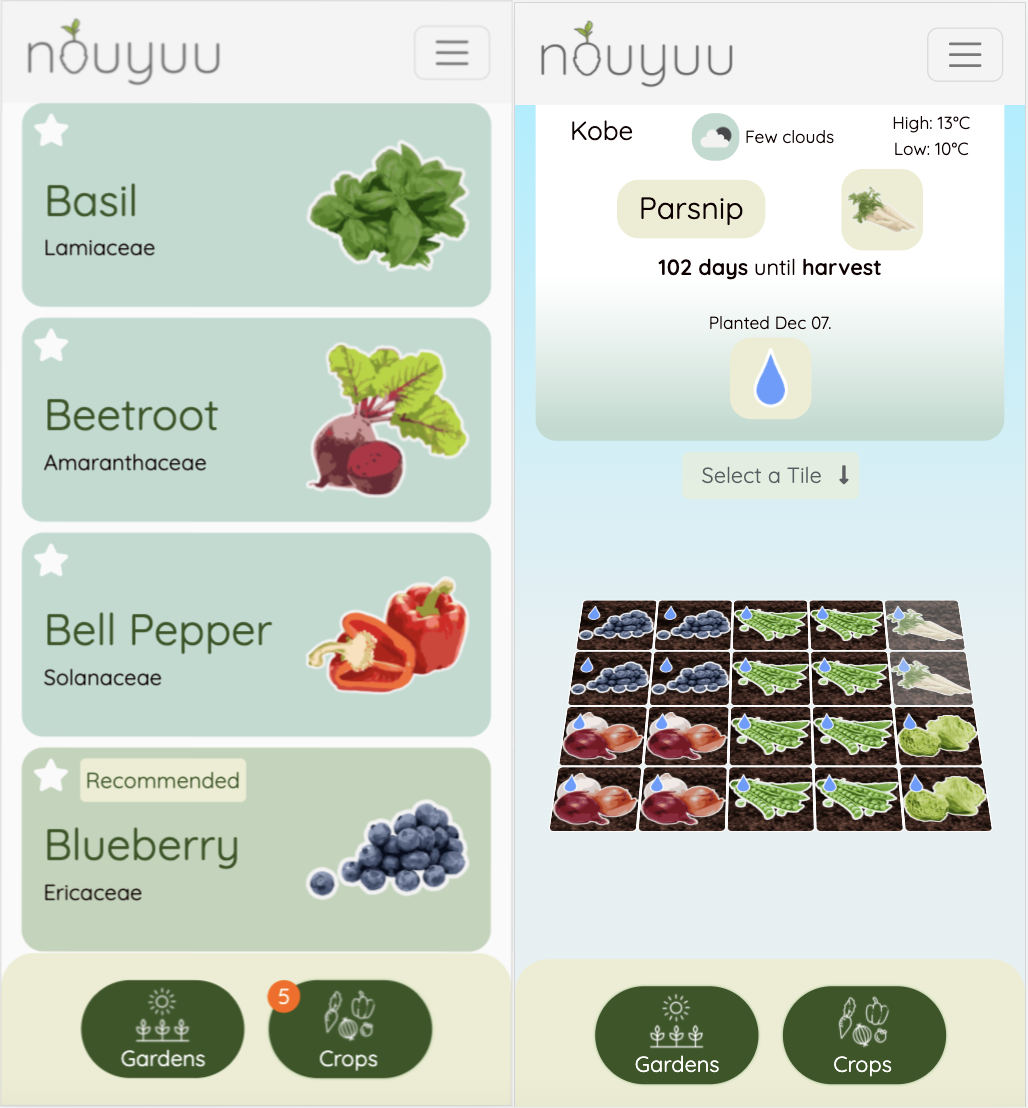 nouyuu
Basil
Lamiaceae
Beetroot
Amaranthaceae
Bell Pepper
Solanaceae
Recommended
Blueberry
Ericaceae
5
Gardens
Crops
nouyuu
Kobe
Few clouds
High: 13°C
Low: 10°C
Parsnip
102 days until harvest
Planted Dec 07.
Select a Tile ⬇
Gardens
Crops